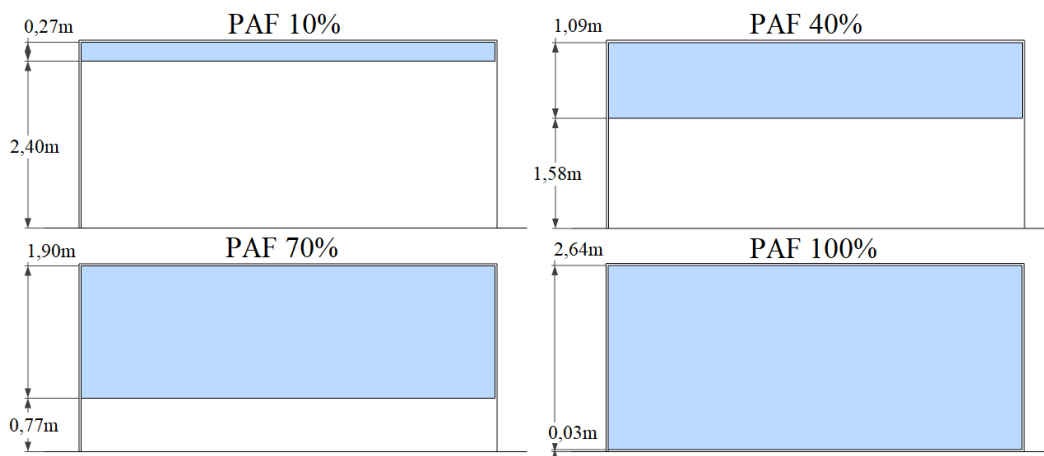 PAF 10%
0,27m
2,40m
PAF 40%
1,09m
1,58m
PAF 70%
1,90m
0,77m
PAF 100%
2,64m
0,03m